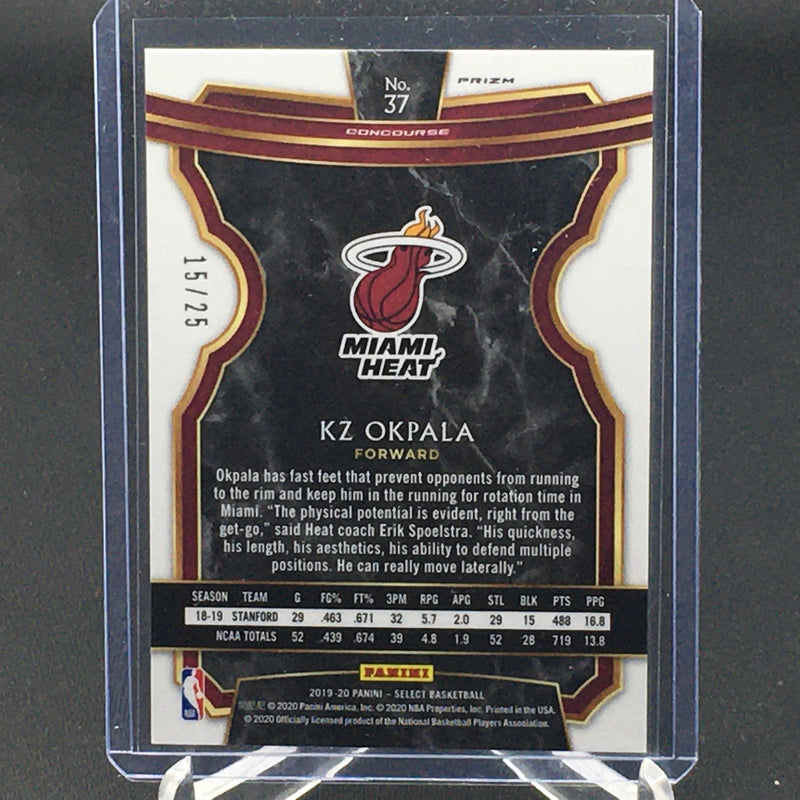 No.
37
PRIZM
CONCOURSE
15/25
MIAMI
HEAT
KZ OKPALA
FORWARD
Okpala has fast feet that prevent opponents from running
to the rim and keep him in the running for rotation time in
Miami. “The physical potential is evident, right from the
get-go,” said Heat coach Erik Spoelstra. “His quickness,
his length, his aesthetics, his ability to defend multiple
positions. He can really move laterally.”
SEASON TEAM G FG% FT% 3PM RPG APG STL BLK PTS PPG
18-19 STANFORD 29 .463 .671 32 5.7 2.0 29 15 488 16.8
NCAA TOTALS 52 .439 .674 39 4.8 1.9 52 28 719 13.8
PANINI
2019-20 PANINI – SELECT BASKETBALL
© 2020 Panini America, Inc. © 2020 NBA Properties, Inc. Printed in the USA.
© 2020 Officially licensed product of the National Basketball Players Association.
NBA